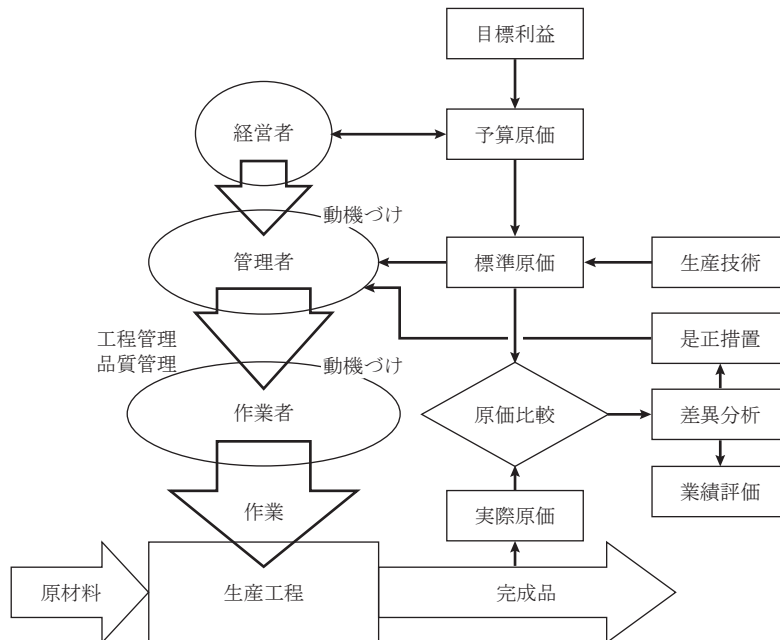 目標利益
経営者
予算原価
動機づけ
管理者
標準原価
生産技術
工程管理
品質管理
是正措置
動機づけ
作業者
原価比較
差異分析
作業
実際原価
業績評価
原材料
生産工程
完成品